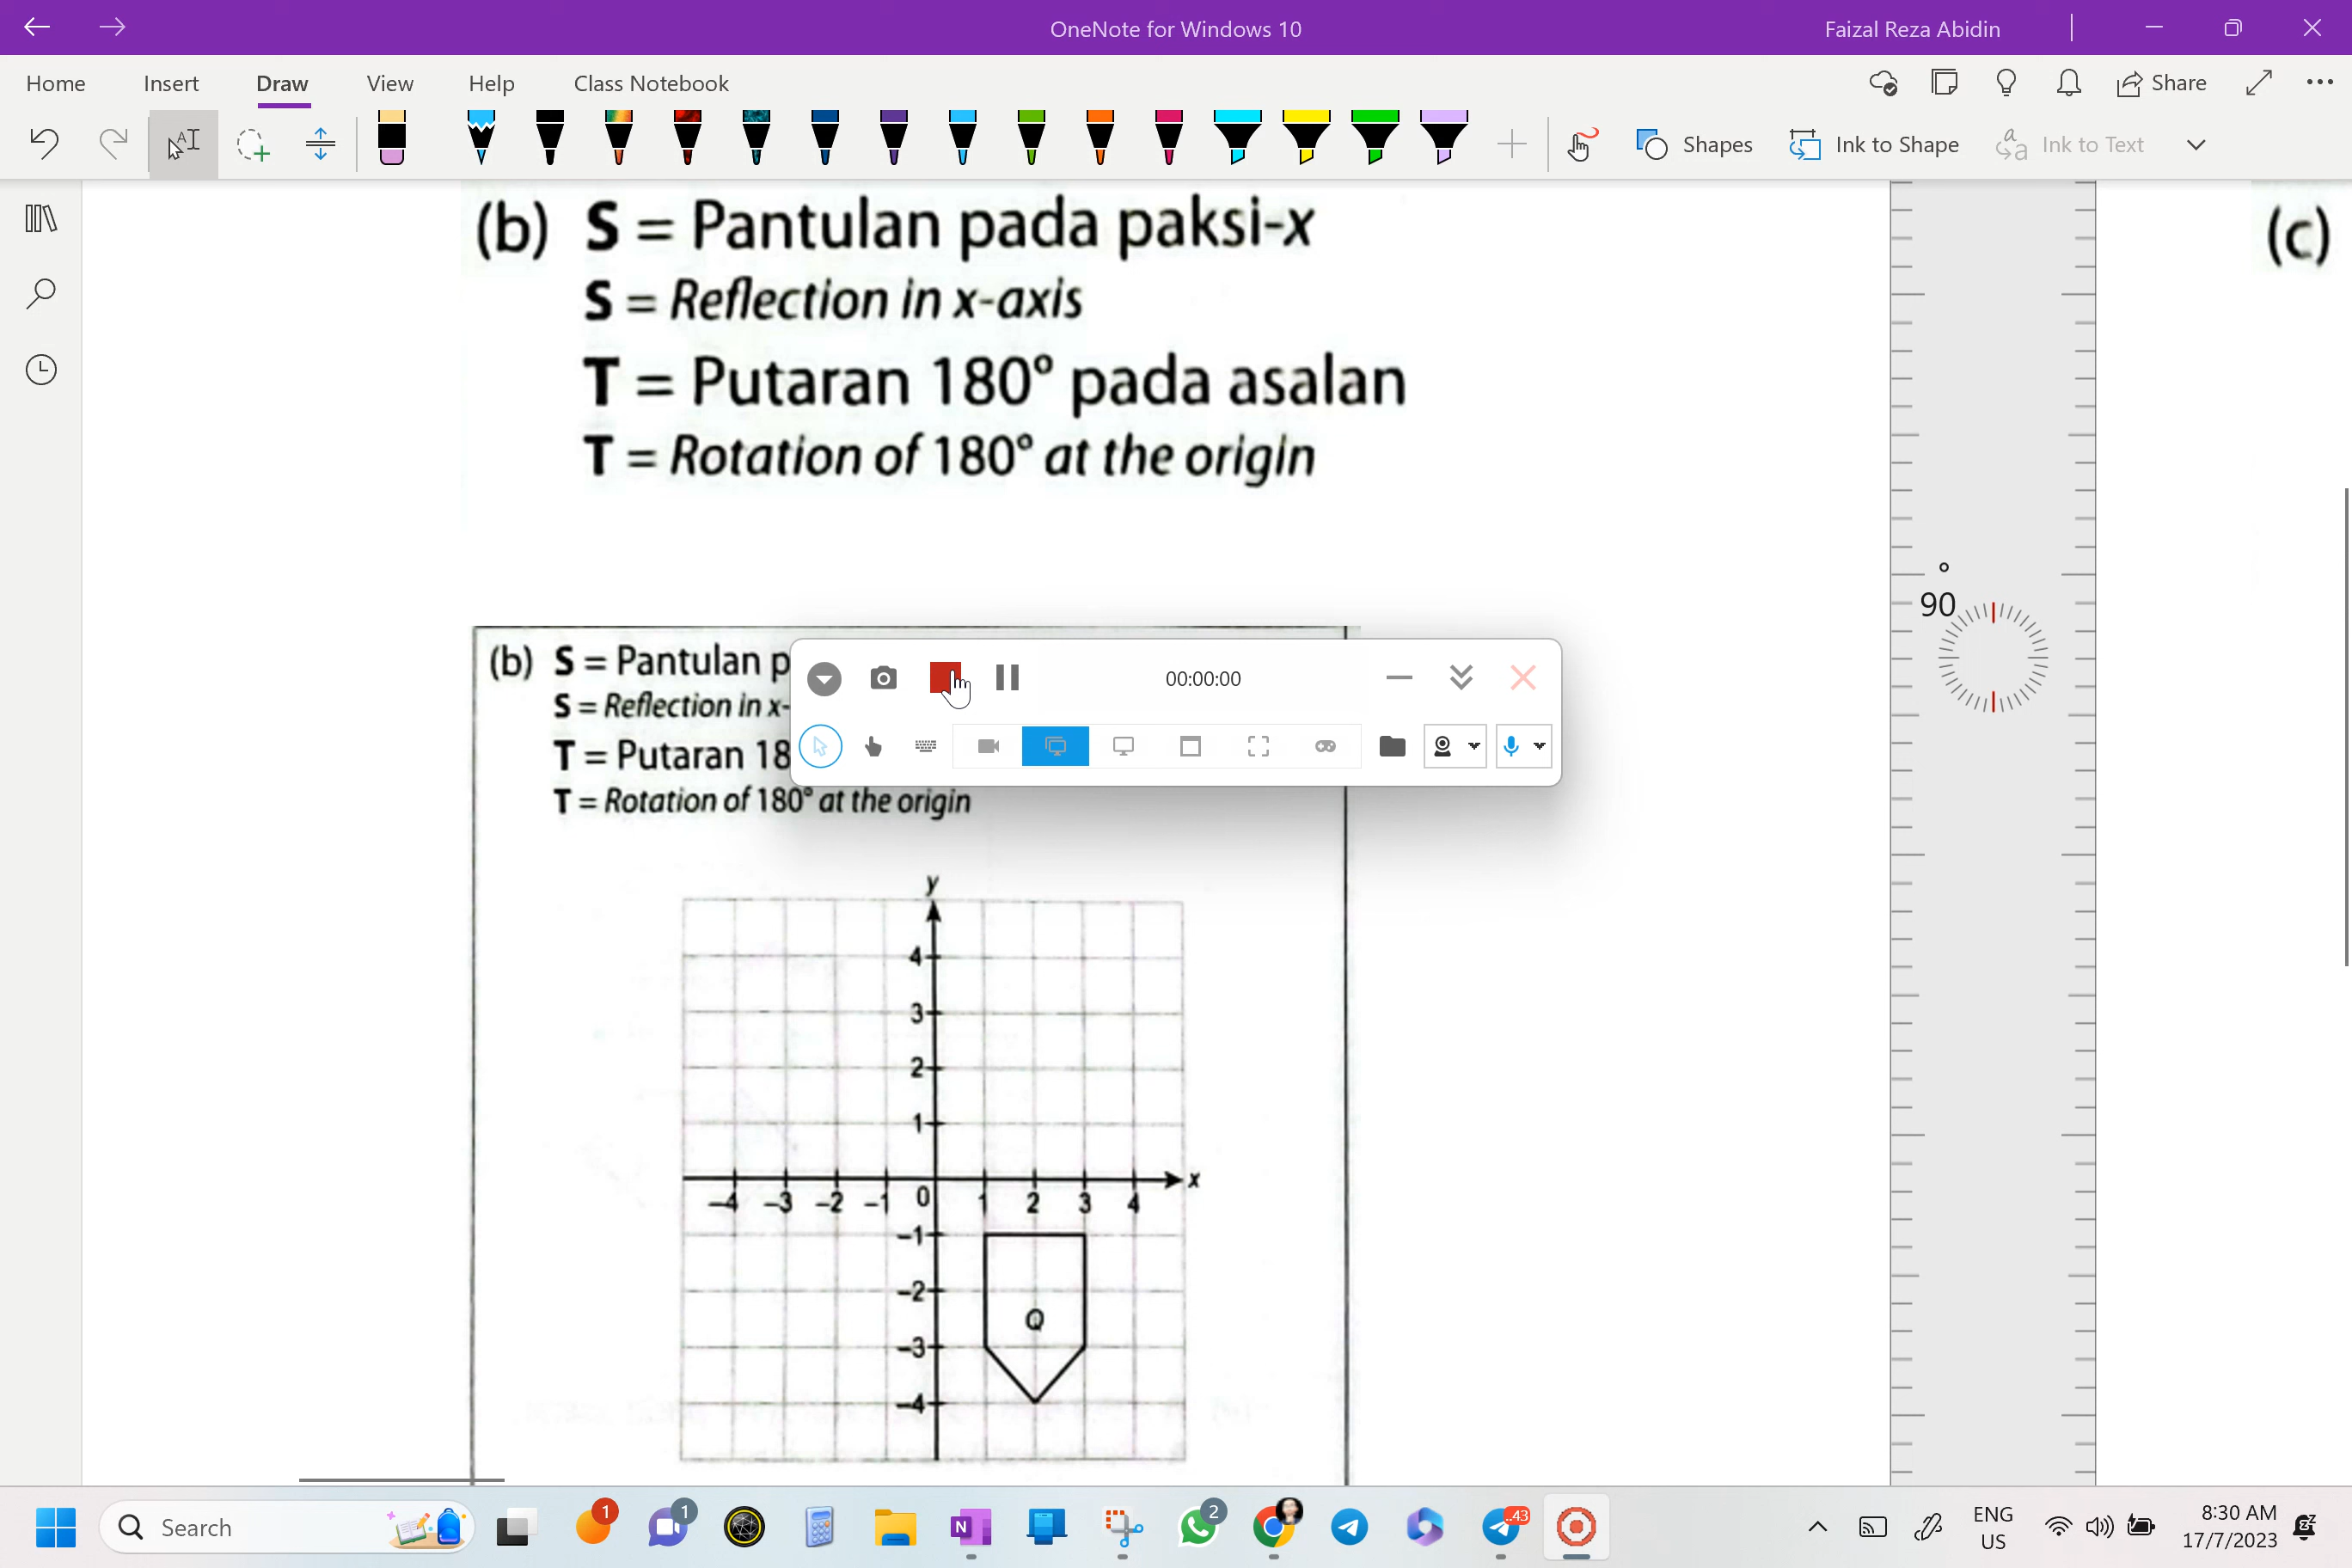 OneNote for Windows 10
Faizal Reza Abidin
Home Insert Draw View Help Class Notebook
Share
Shapes Ink to Shape Ink to Text
(b) S = Pantulan pada paksi-x
S = Reflection in x-axis
T = Putaran 180° pada asalan
T = Rotation of 180° at the origin
(c)
90°
(b) S = Pantulan p
S = Reflection in x-
T = Putaran 18
T = Rotation of 180° at the origin
00:00:00
y
4
3
2
1
-4 -3 -2 -1 0 1 2 3 4 x
-1
-2
Q
-3
-4
Search
1
1
2
..43
ENG
US
8:30 AM
17/7/2023